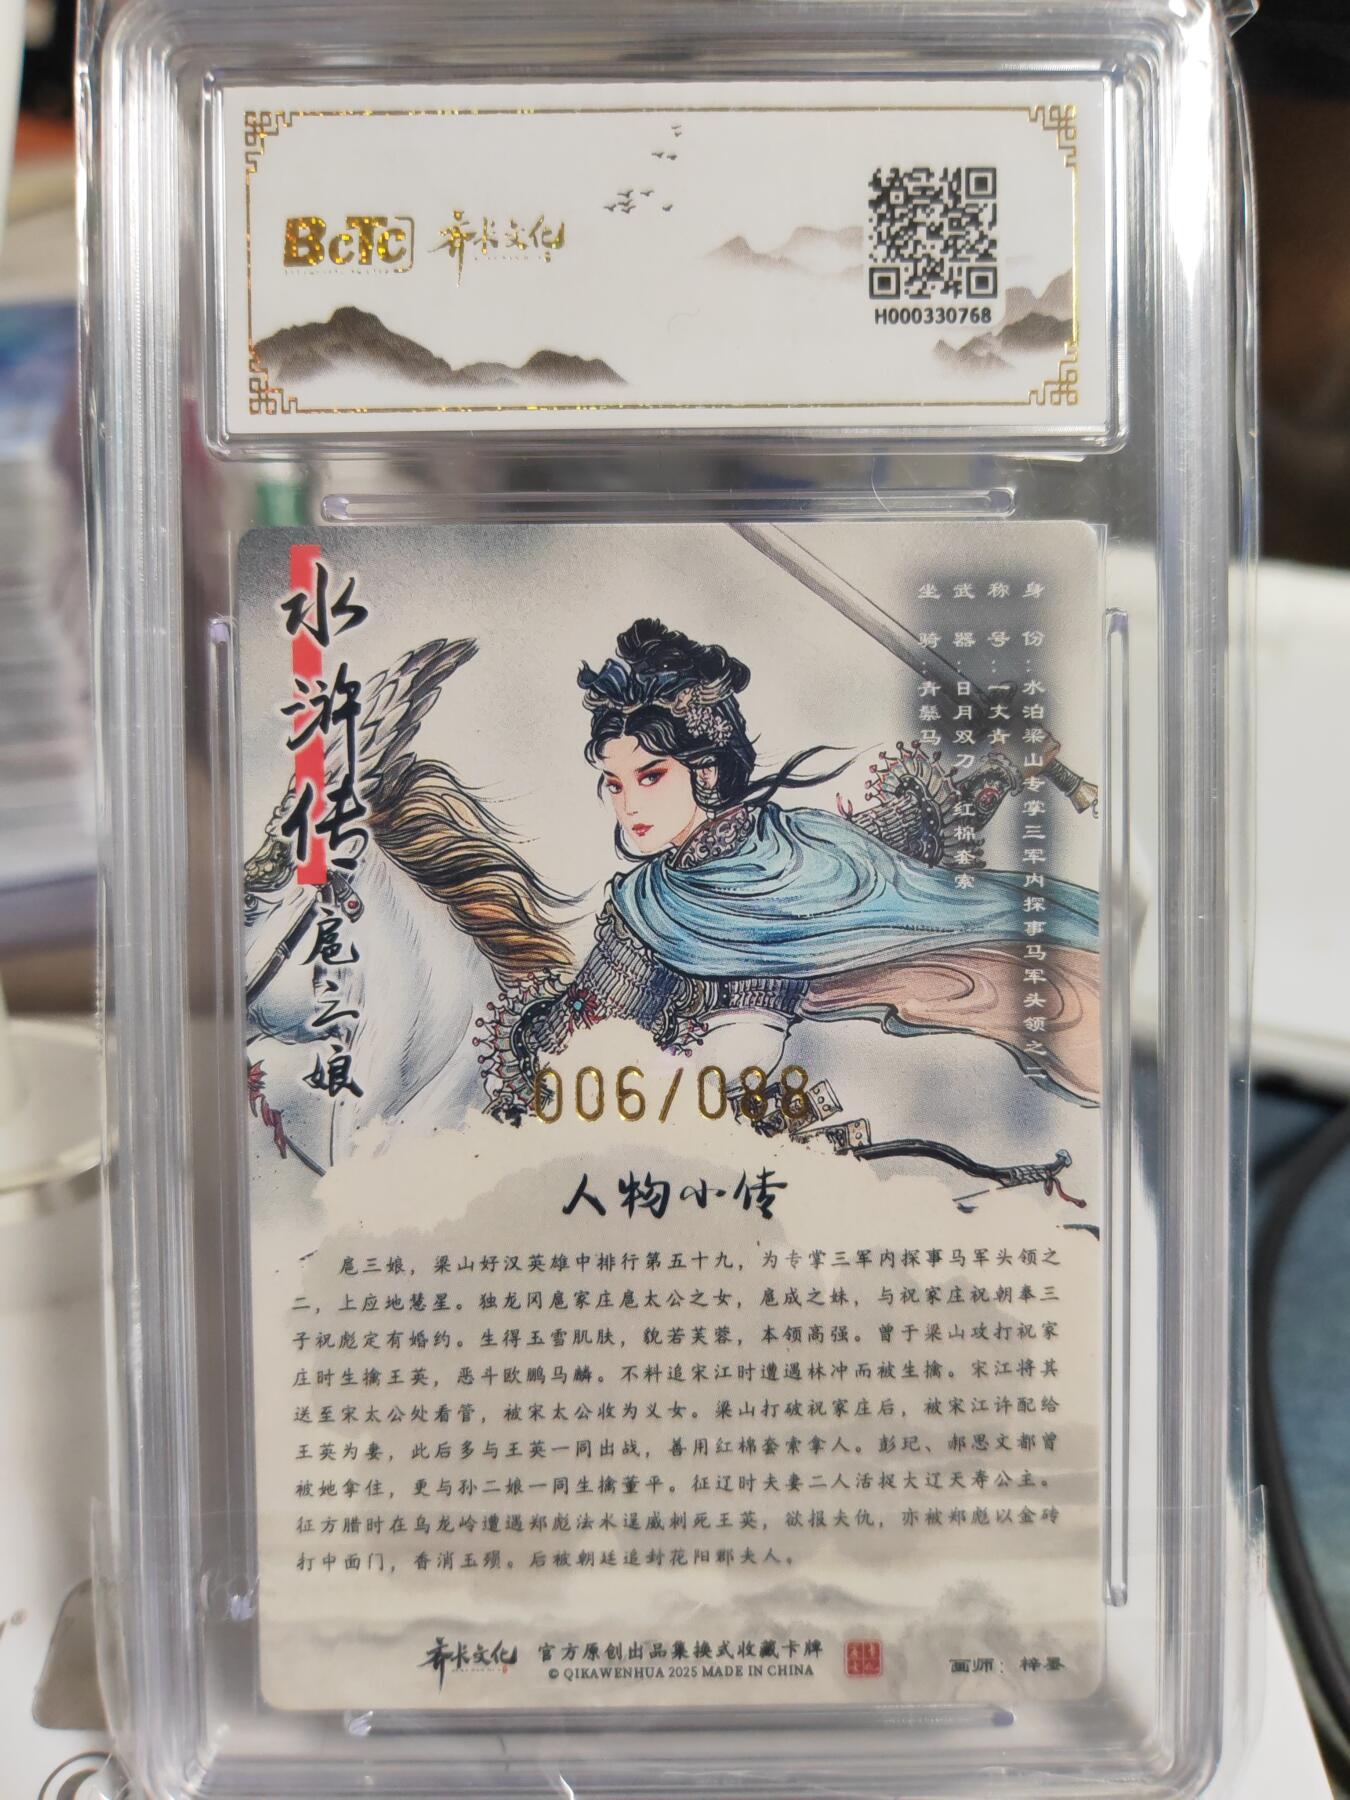 BCTC 齐卡文化
H000330768
水浒传 扈三娘
身份：水泊梁山专掌三军内探事马军头领之二
称号：一丈青
武器：日月双刀 红棉套索
坐骑：青鬃马
006/088
人物小传
扈三娘，梁山好汉英雄中排行第五十九，为专掌三军内探事马军头领之
二，上应地慧星。独龙冈扈家庄扈太公之女，扈成之妹，与祝家庄祝朝奉三
子祝彪定有婚约。生得玉雪肌肤，貌若芙蓉，本领高强。曾于梁山攻打祝家
庄时生擒王英，恶斗欧鹏马麟。不料追宋江时遭遇林冲而被生擒。宋江将其
送至宋太公处看管，被宋太公收为义女。梁山打破祝家庄后，被宋江许配给
王英为妻，此后多与王英一同出战，善用红棉套索拿人。彭玘、郝思文都曾
被她拿住，更与孙二娘一同生擒董平。征辽时夫妻二人活捉大辽天寿公主。
征方腊时在乌龙岭遭遇郑彪法术逞威刺死王英，欲报夫仇，亦被郑彪以金砖
打中面门，香消玉殒。后被朝廷追封花阳郡夫人。
齐卡文化 官方原创出品集换式收藏卡牌
© QIKAWENHUA 2025 MADE IN CHINA
画师：梓墨